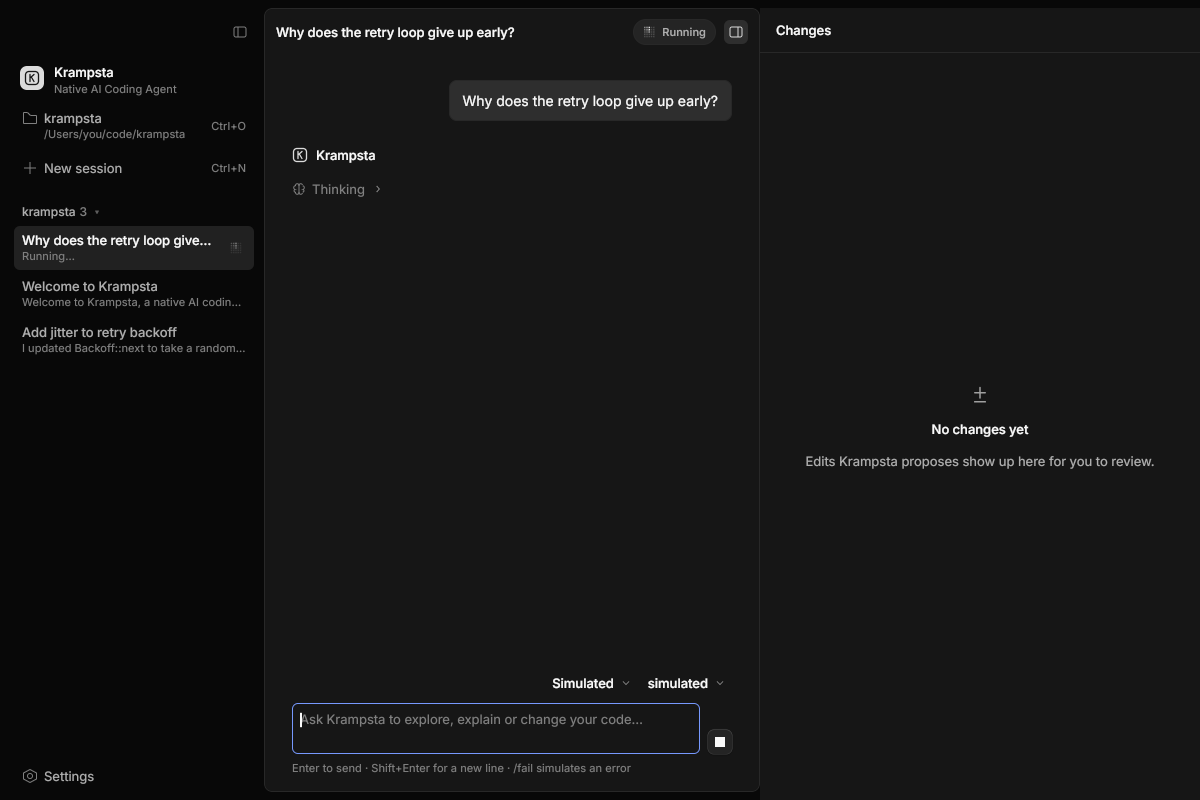 Krampsta
Native AI Coding Agent
krampsta
/Users/you/code/krampsta
Ctrl+O
New session
Ctrl+N
krampsta 3
Why does the retry loop give...
Running...
Welcome to Krampsta
Welcome to Krampsta, a native AI codin...
Add jitter to retry backoff
I updated Backoff::next to take a random...
Settings
Why does the retry loop give up early?
Running
Why does the retry loop give up early?
K Krampsta
Thinking
Simulated
simulated
Ask Krampsta to explore, explain or change your code...
Enter to send · Shift+Enter for a new line · /fail simulates an error
Changes
No changes yet
Edits Krampsta proposes show up here for you to review.